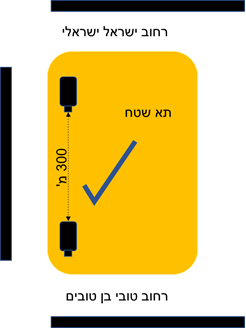 רחוב ישראל ישראלי
תא שטח
300 מ'
רחוב טובי בן טובים